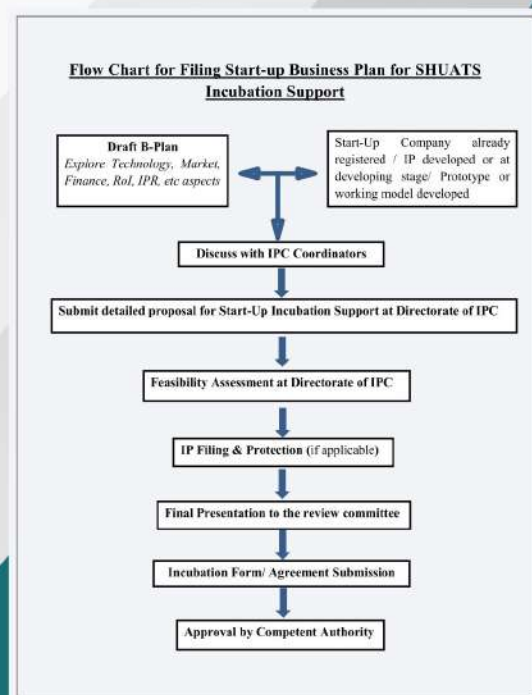 Flow Chart for Filing Start-up Business Plan for SHUATS
Incubation Support
Draft B-Plan
Explore Technology, Market,
Finance, RoI, IPR, etc aspects
Start-Up Company already
registered / IP developed or at
developing stage/ Prototype or
working model developed
Discuss with IPC Coordinators
Submit detailed proposal for Start-Up Incubation Support at Directorate of IPC
Feasibility Assessment at Directorate of IPC
IP Filing & Protection (if applicable)
Final Presentation to the review committee
Incubation Form/ Agreement Submission
Approval by Competent Authority